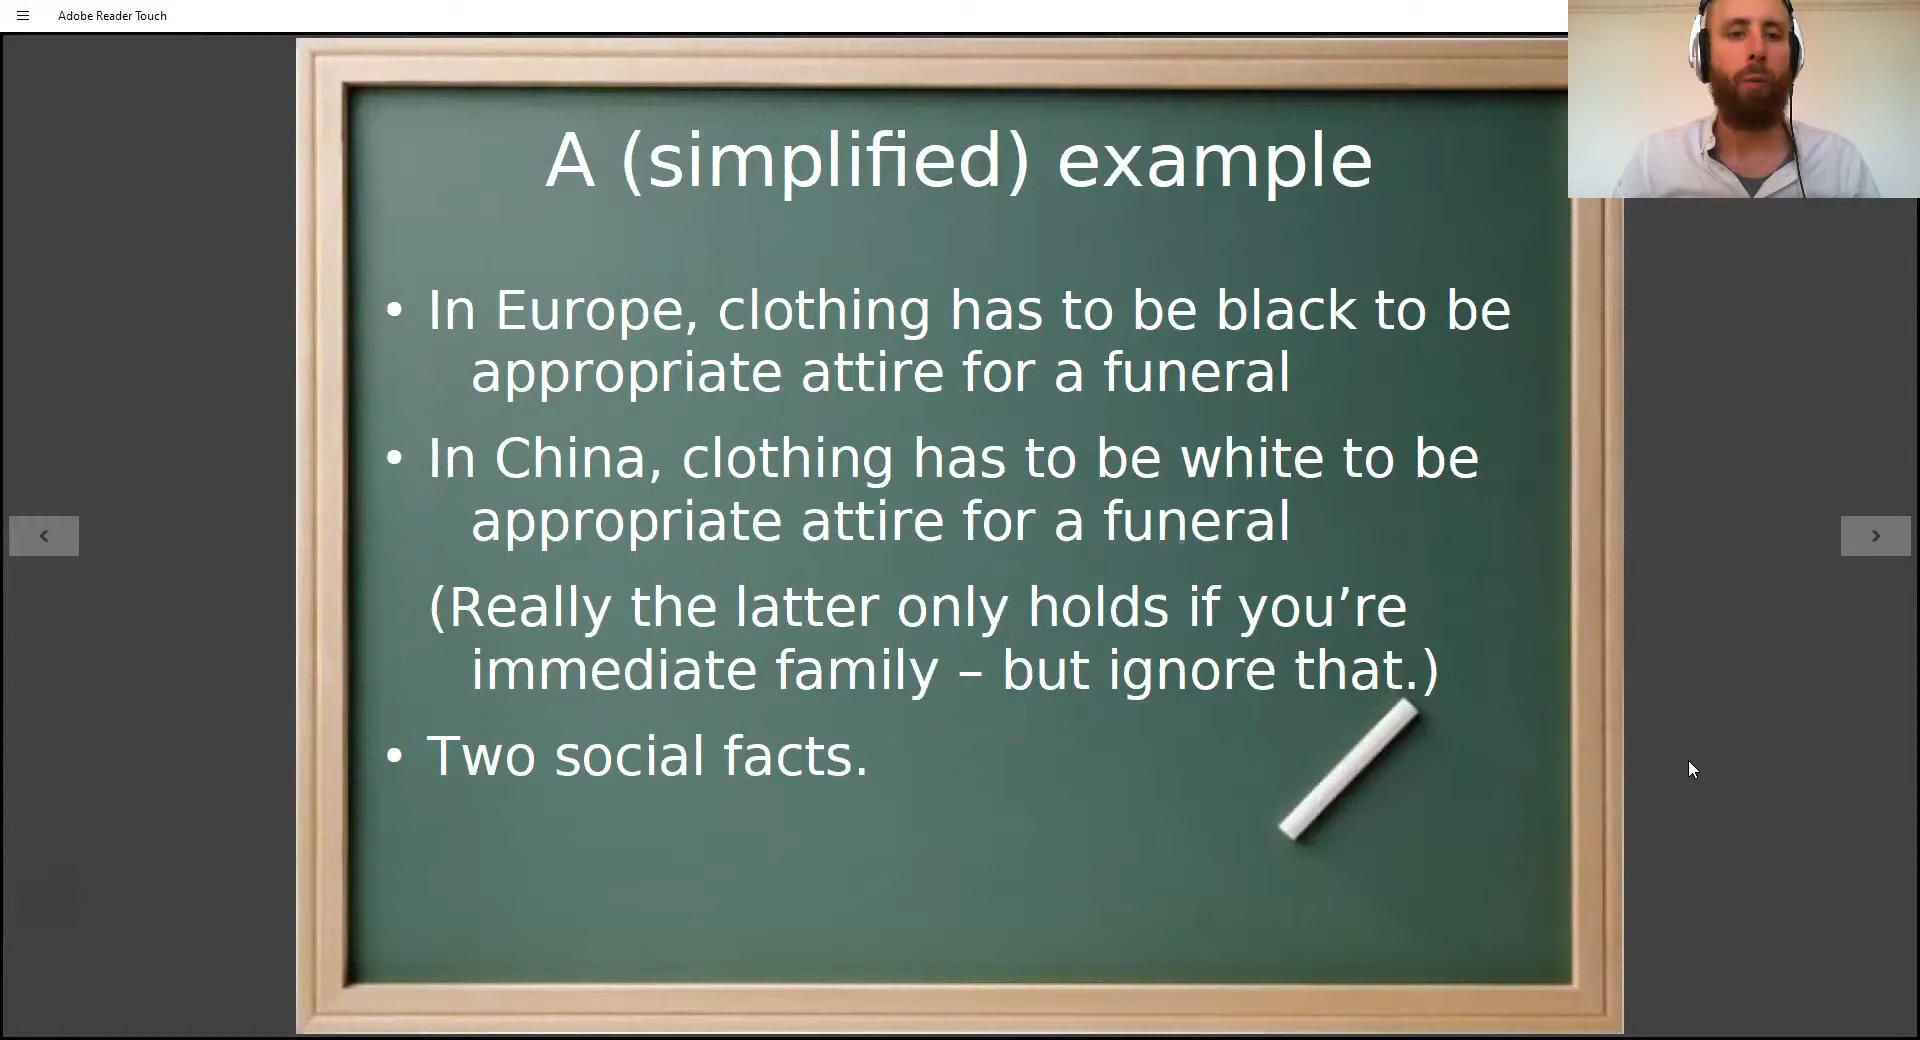 Adobe Reader Touch
A (simplified) example
• In Europe, clothing has to be black to be
appropriate attire for a funeral
• In China, clothing has to be white to be
appropriate attire for a funeral
(Really the latter only holds if you’re
immediate family – but ignore that.)
• Two social facts.